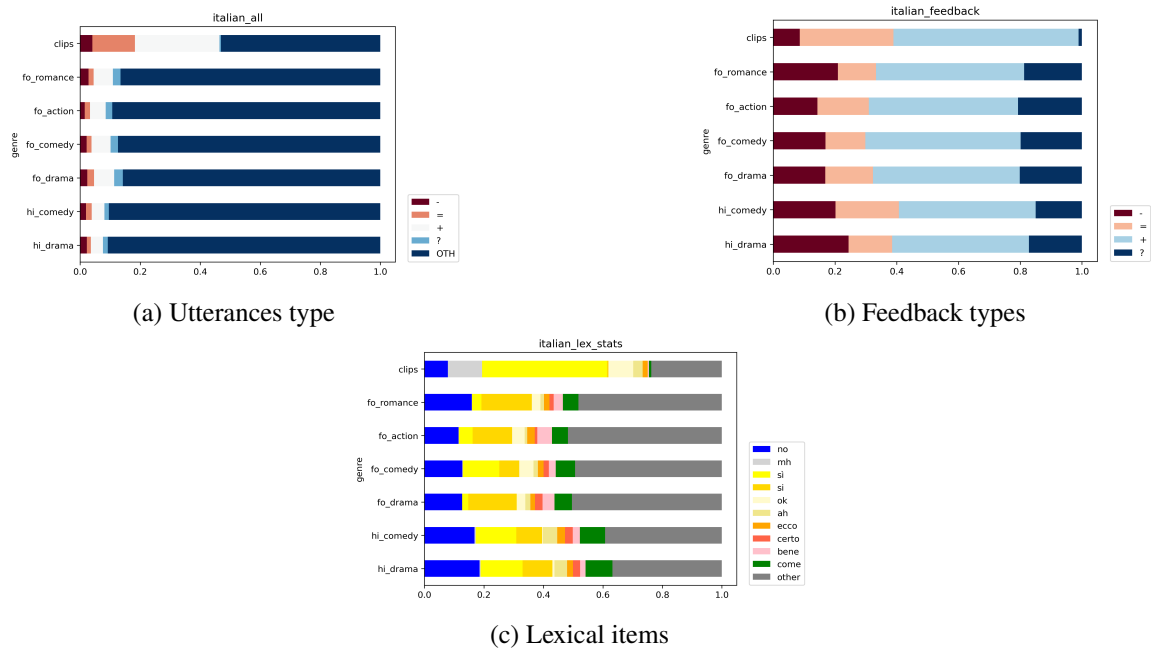 italian_all
genre
clips
fo_romance
fo_action
fo_comedy
fo_drama
hi_comedy
hi_drama
0.0 0.2 0.4 0.6 0.8 1.0
-
=
+
?
OTH
(a) Utterances type
italian_feedback
genre
clips
fo_romance
fo_action
fo_comedy
fo_drama
hi_comedy
hi_drama
0.0 0.2 0.4 0.6 0.8 1.0
-
=
+
?
(b) Feedback types
italian_lex_stats
genre
clips
fo_romance
fo_action
fo_comedy
fo_drama
hi_comedy
hi_drama
0.0 0.2 0.4 0.6 0.8 1.0
no
mh
sì
si
ok
ah
ecco
certo
bene
come
other
(c) Lexical items